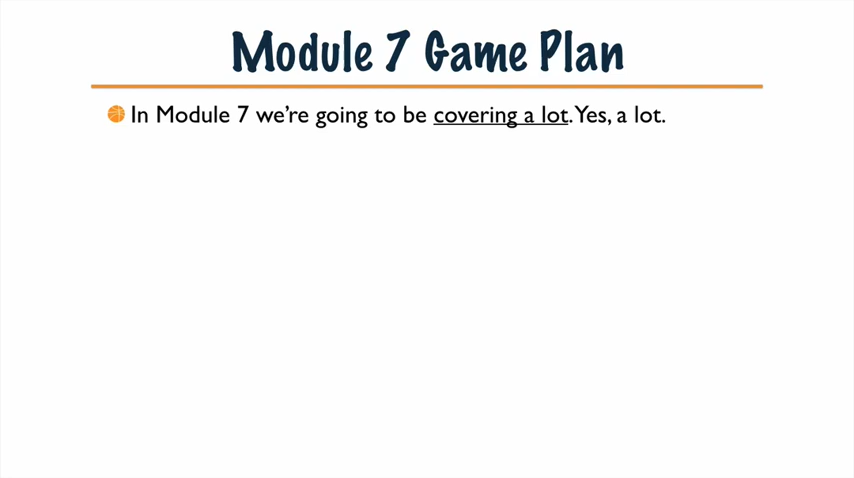 Module 7 Game Plan
In Module 7 we're going to be covering a lot. Yes, a lot.